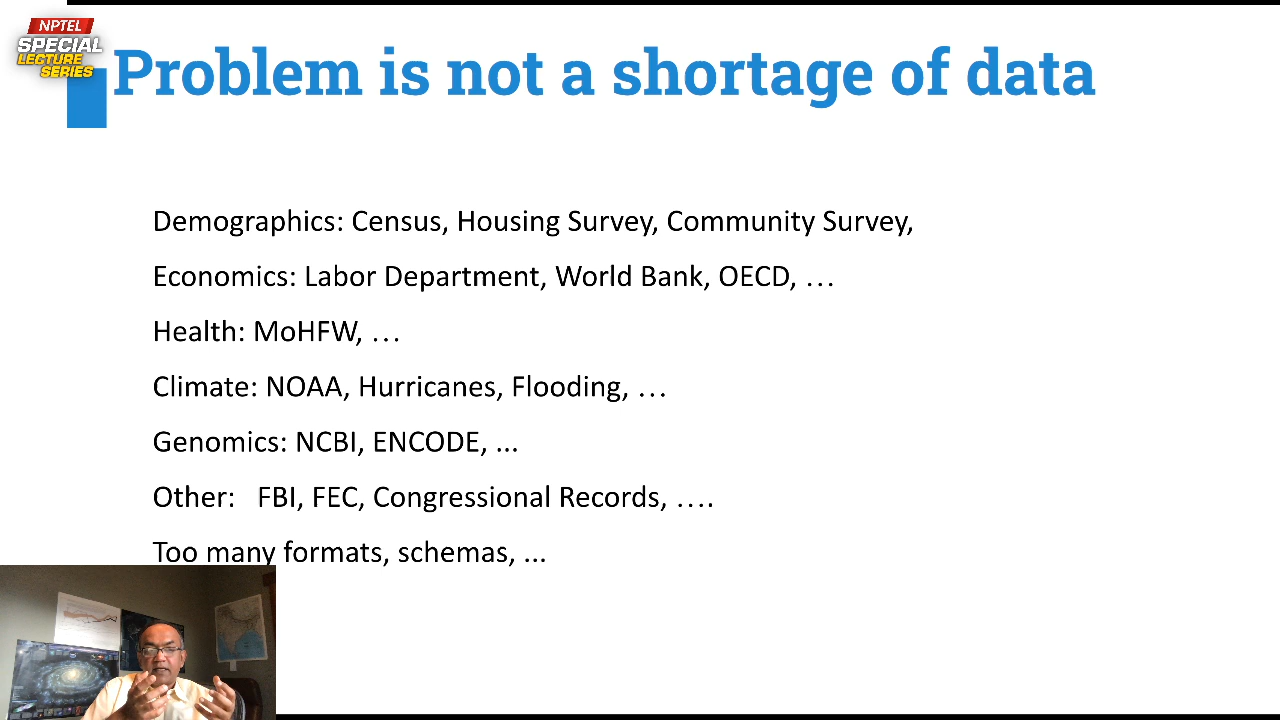 NPTEL
SPECIAL
LECTURE
SERIES
Problem is not a shortage of data
Demographics: Census, Housing Survey, Community Survey,
Economics: Labor Department, World Bank, OECD, …
Health: MoHFW, …
Climate: NOAA, Hurricanes, Flooding, …
Genomics: NCBI, ENCODE, ...
Other:   FBI, FEC, Congressional Records, ….
Too many formats, schemas, ...